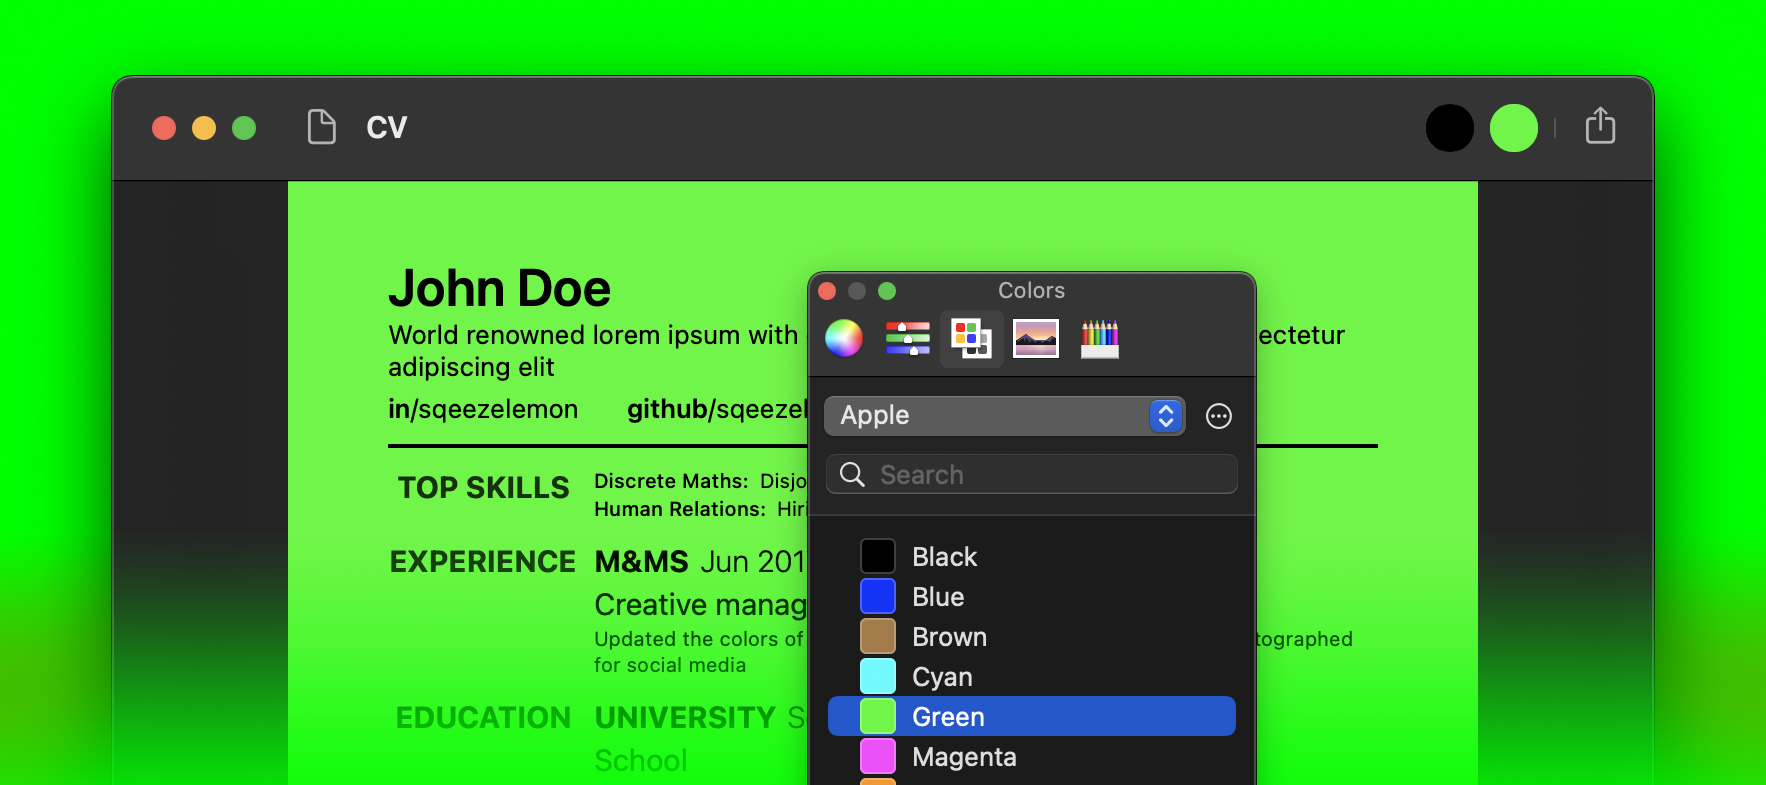 CV
John Doe
World renowned lorem ipsum with
ectetur
adipiscing elit
in/sqeezelemon github/sqeezel
TOP SKILLS
Discrete Maths: Disjo
Human Relations: Hiri
EXPERIENCE
M&MS Jun 201
Creative manag
Updated the colors of
tographed
for social media
EDUCATION
UNIVERSITY S
School
Colors
Apple
Search
Black
Blue
Brown
Cyan
Green
Magenta